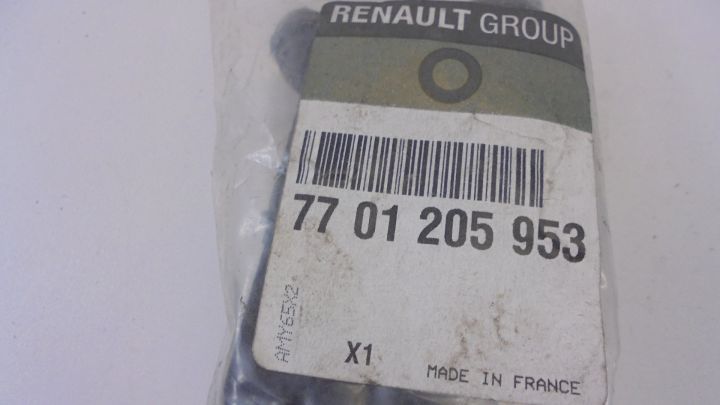 RENAULT GROUP
77 01 205 953
AMY65X2
X1
MADE IN FRANCE